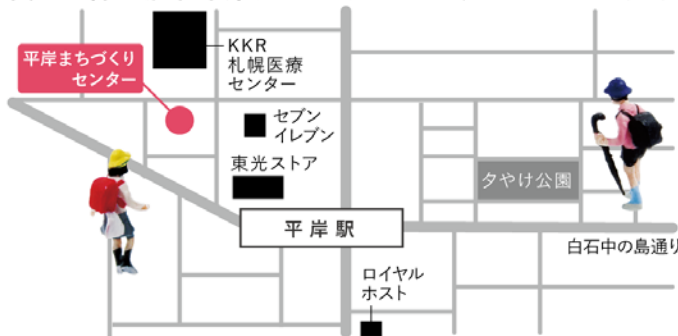 平岸まちづくり
センター
KKR
札幌医療
センター
セブン
イレブン
東光ストア
夕やけ公園
平岸駅
白石中の島通り
ロイヤル
ホスト